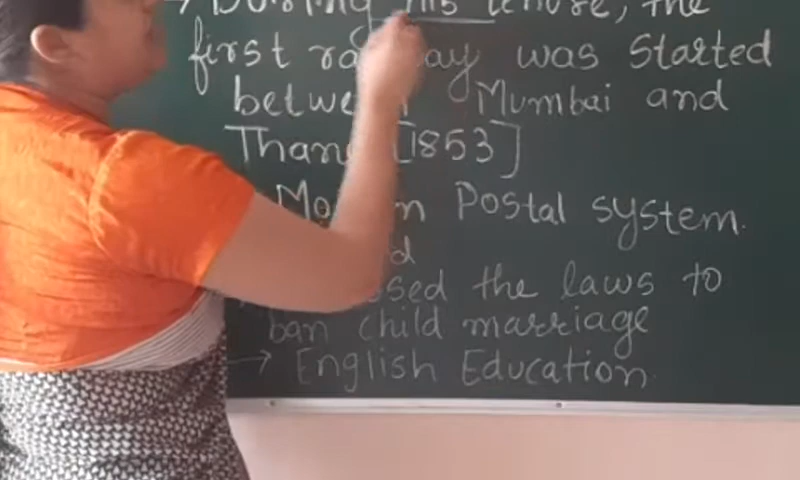 → During his tenure, the
first railway was started
between Mumbai and
Thane [1853]
Modern Postal system.
the laws to
ban child marriage
→ English Education